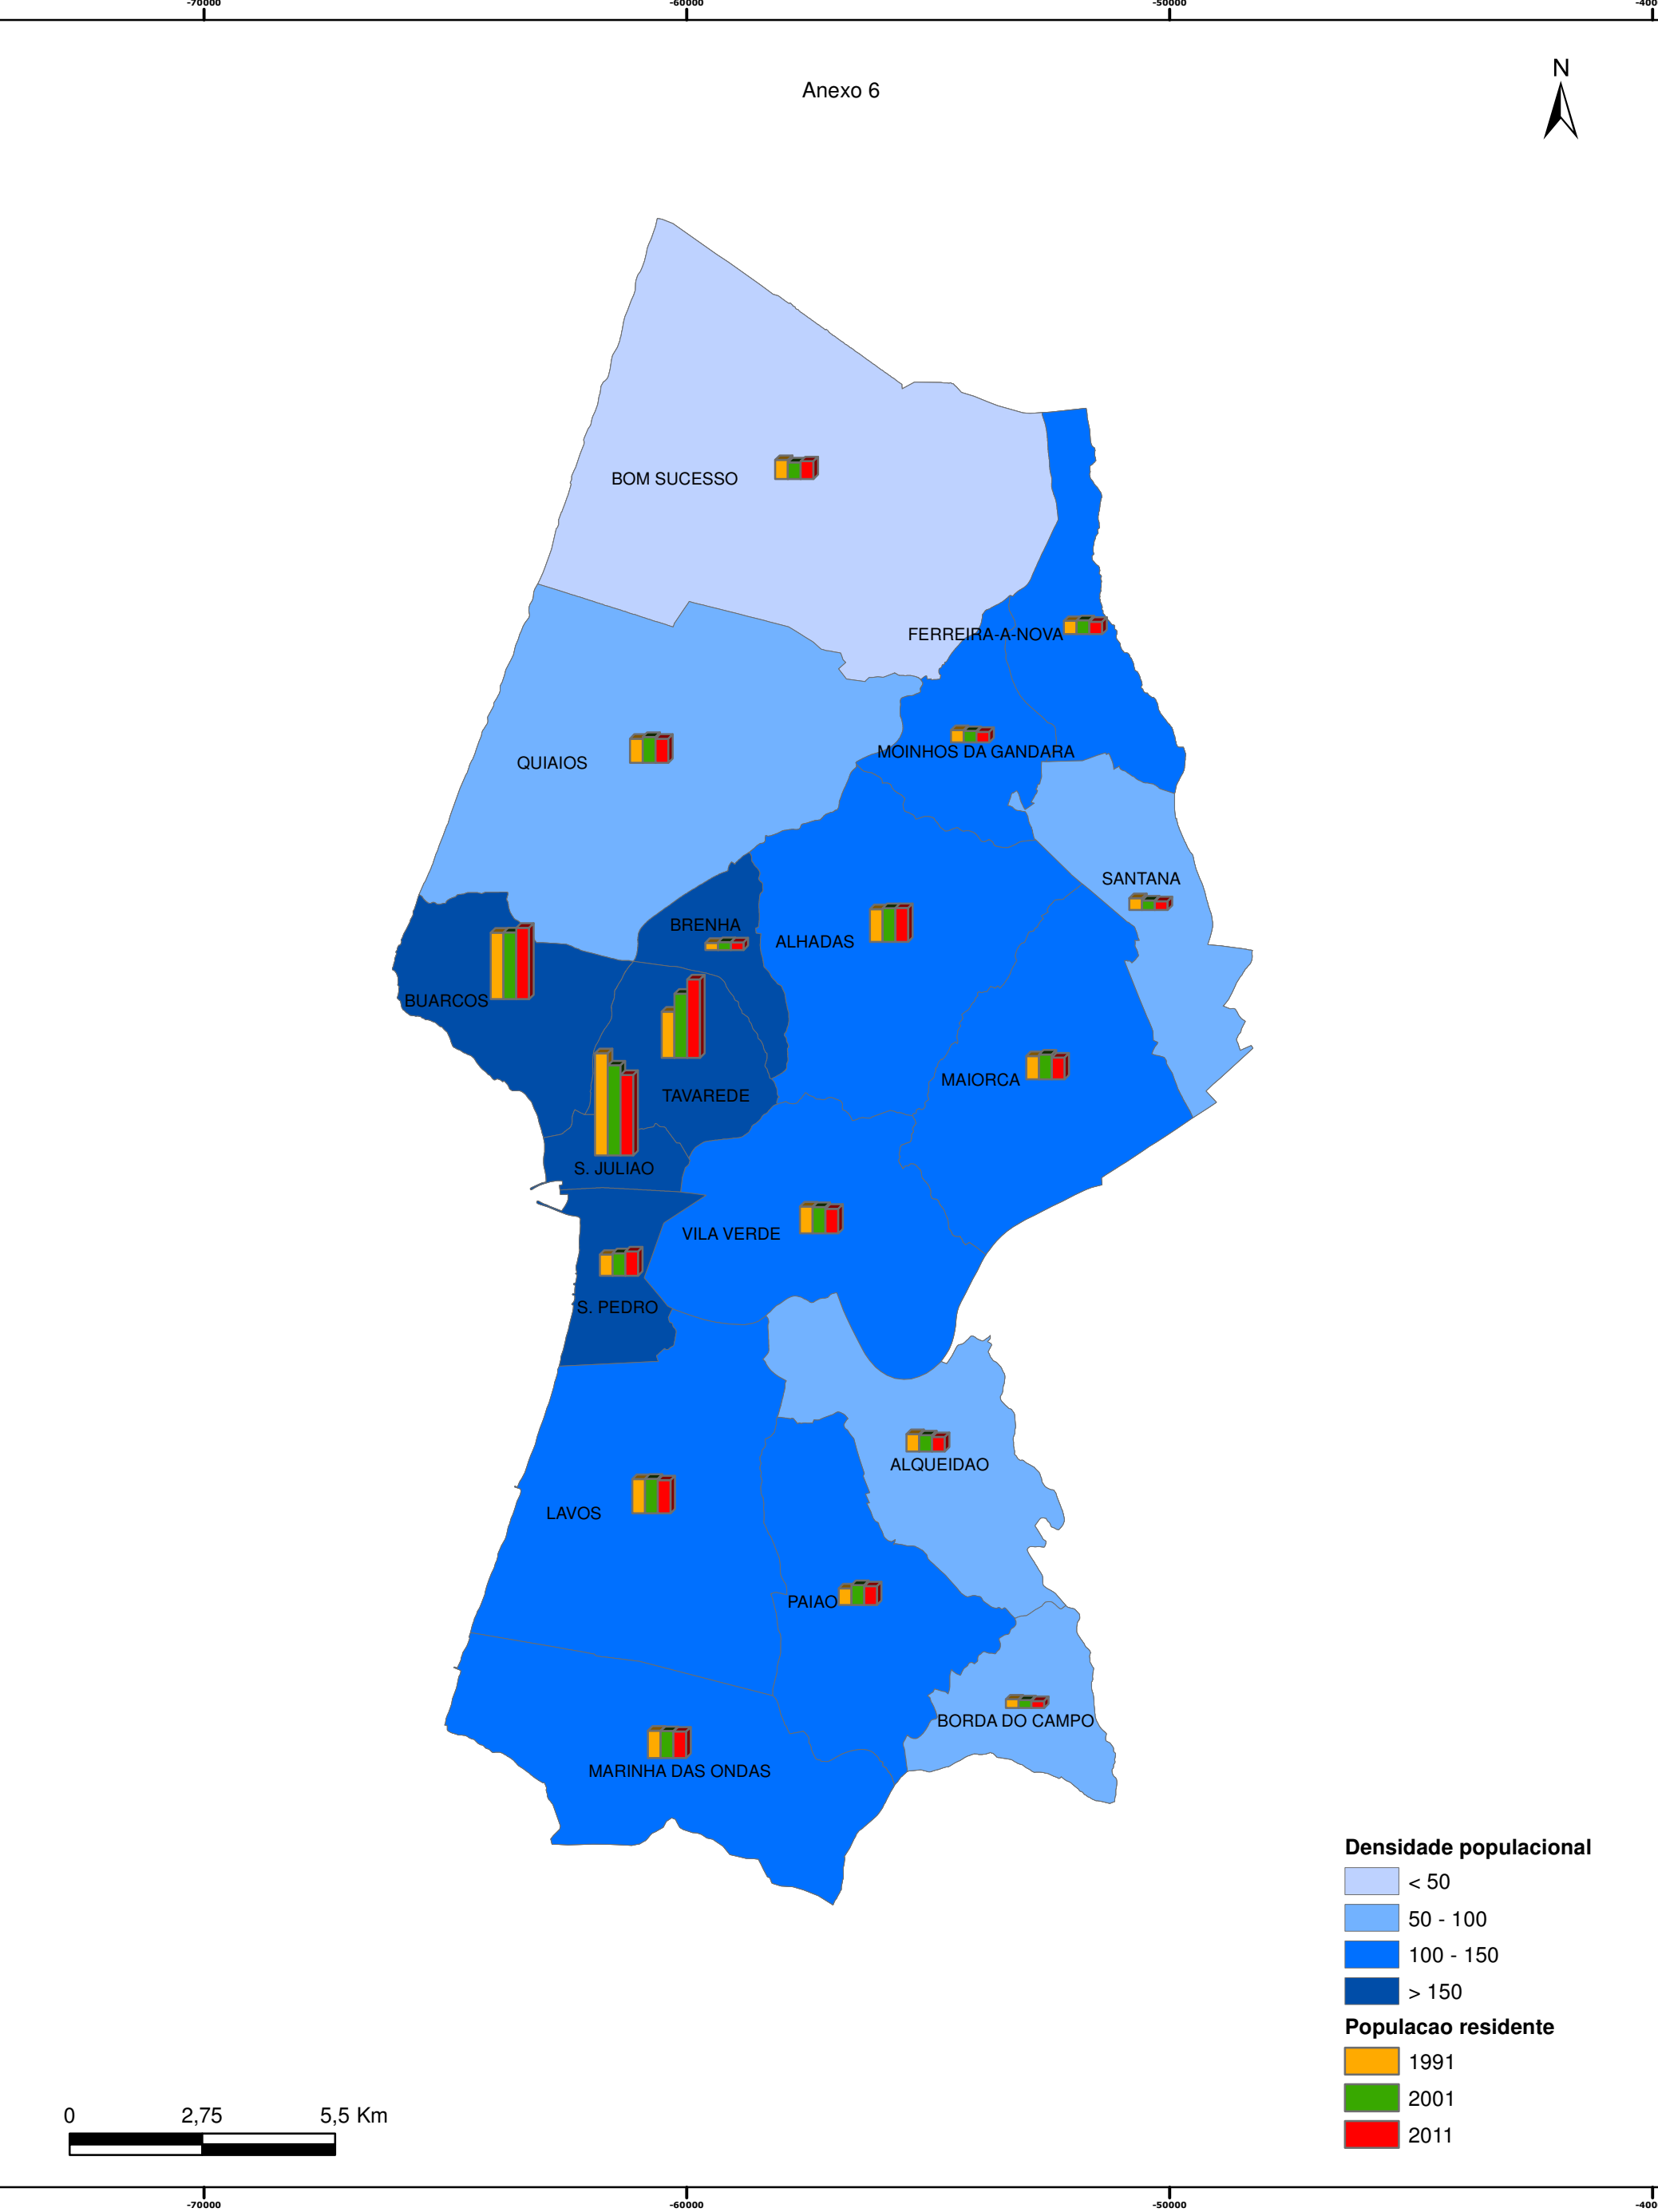 -70000
-60000
-50000
-400
N
Anexo 6
BOM SUCESSO
FERREIRA-A-NOVA
MOINHOS DA GANDARA
QUIAIOS
SANTANA
BRENHA
ALHADAS
BUARCOS
MAIORCA
TAVAREDE
S. JULIAO
VILA VERDE
S. PEDRO
ALQUEIDAO
LAVOS
PAIAO
BORDA DO CAMPO
MARINHA DAS ONDAS
Densidade populacional
< 50
50 - 100
100 - 150
> 150
Populacao residente
1991
2001
2011
0 2,75 5,5 Km
-70000
-60000
-50000
-400